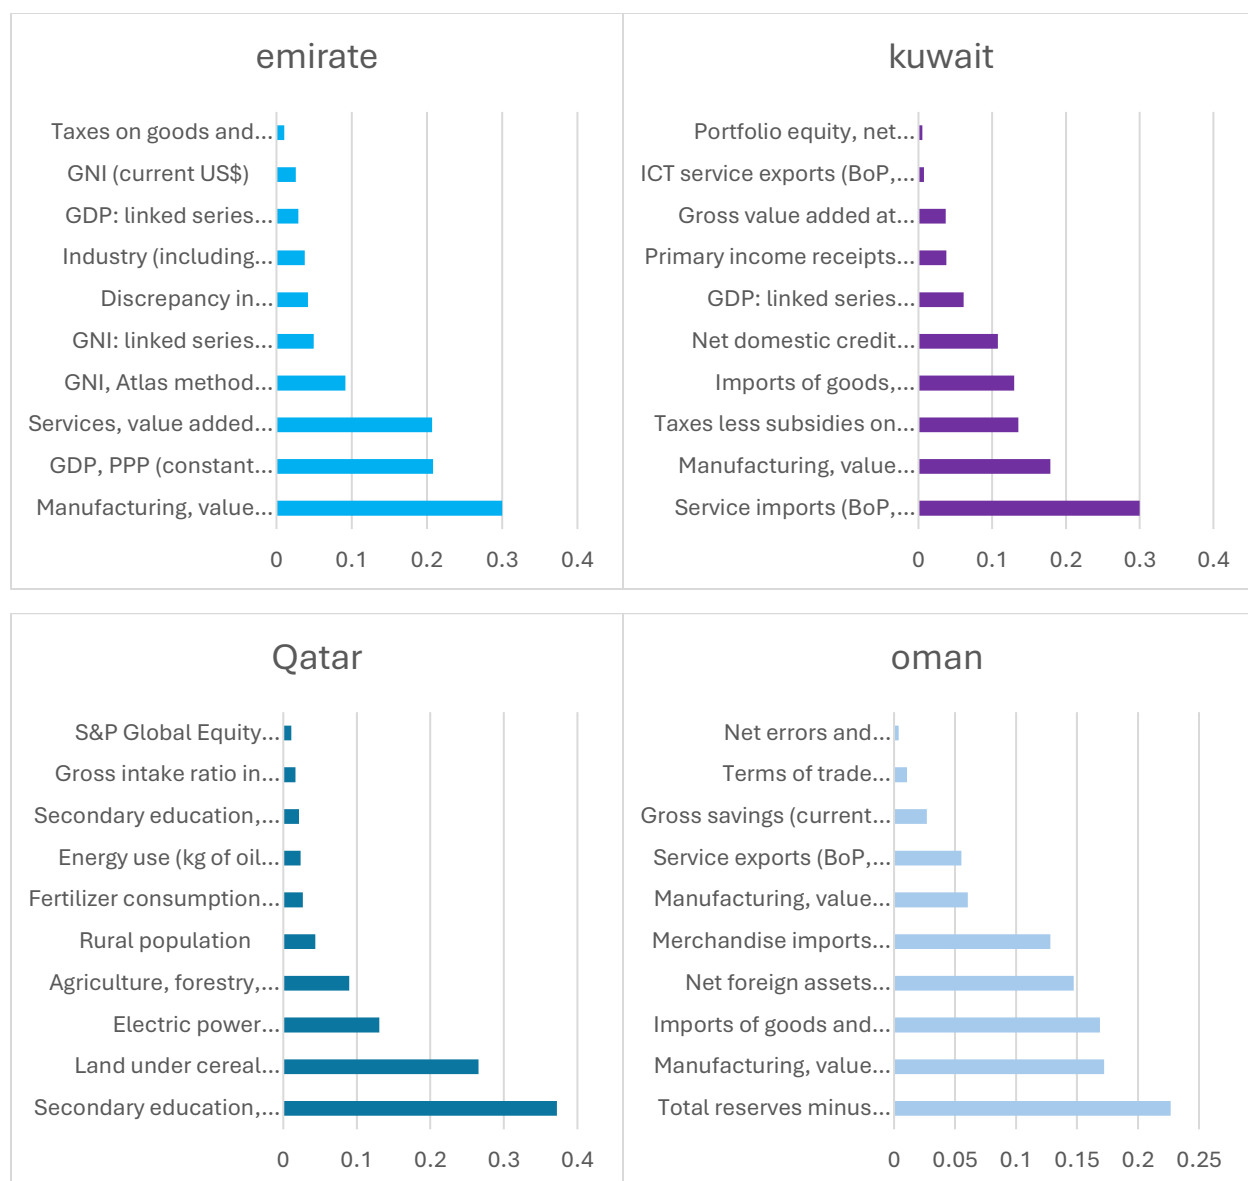 emirate
Taxes on goods and...
GNI (current US$)
GDP: linked series...
Industry (including...
Discrepancy in...
GNI: linked series...
GNI, Atlas method...
Services, value added...
GDP, PPP (constant...
Manufacturing, value...
0 0.1 0.2 0.3 0.4
kuwait
Portfolio equity, net...
ICT service exports (BoP,...
Gross value added at...
Primary income receipts...
GDP: linked series...
Net domestic credit...
Imports of goods,...
Taxes less subsidies on...
Manufacturing, value...
Service imports (BoP,...
0 0.1 0.2 0.3 0.4
Qatar
S&P Global Equity...
Gross intake ratio in...
Secondary education,...
Energy use (kg of oil...
Fertilizer consumption...
Rural population
Agriculture, forestry,...
Electric power...
Land under cereal...
Secondary education,...
0 0.1 0.2 0.3 0.4
oman
Net errors and...
Terms of trade...
Gross savings (current...
Service exports (BoP,...
Manufacturing, value...
Merchandise imports...
Net foreign assets...
Imports of goods and...
Manufacturing, value...
Total reserves minus...
0 0.05 0.1 0.15 0.2 0.25